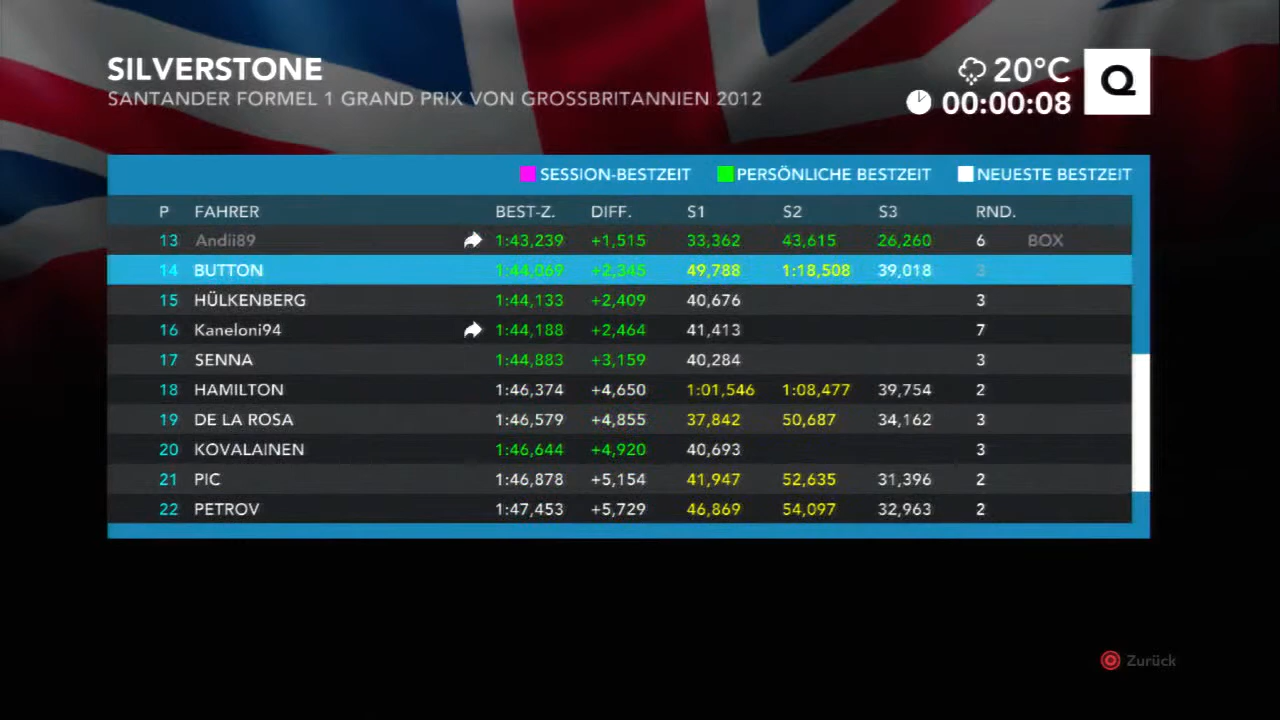 SILVERSTONE
SANTANDER FORMEL 1 GRAND PRIX VON GROSSBRITANNIEN 2012
20°C
00:00:08
Q
SESSION-BESTZEIT PERSÖNLICHE BESTZEIT NEUESTE BESTZEIT
P FAHRER BEST-Z. DIFF. S1 S2 S3 RND.
13 Andii89 1:43,239 +1,515 33,362 43,615 26,260 6 BOX
14 BUTTON 1:44,069 +2,345 49,788 1:18,508 39,018 3
15 HÜLKENBERG 1:44,133 +2,409 40,676 3
16 Kaneloni94 1:44,188 +2,464 41,413 7
17 SENNA 1:44,883 +3,159 40,284 3
18 HAMILTON 1:46,374 +4,650 1:01,546 1:08,477 39,754 2
19 DE LA ROSA 1:46,579 +4,855 37,842 50,687 34,162 3
20 KOVALAINEN 1:46,644 +4,920 40,693 3
21 PIC 1:46,878 +5,154 41,947 52,635 31,396 2
22 PETROV 1:47,453 +5,729 46,869 54,097 32,963 2
Zurück